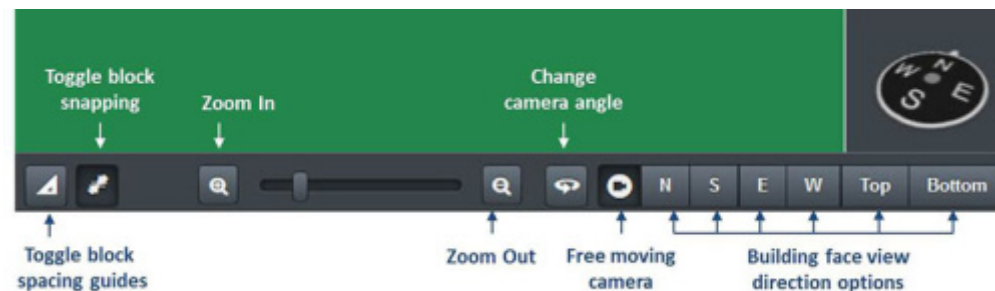 Toggle block
snapping
Zoom In
Change
camera angle
W N
S E
N S E W Top Bottom
Toggle block
spacing guides
Zoom Out
Free moving
camera
Building face view
direction options